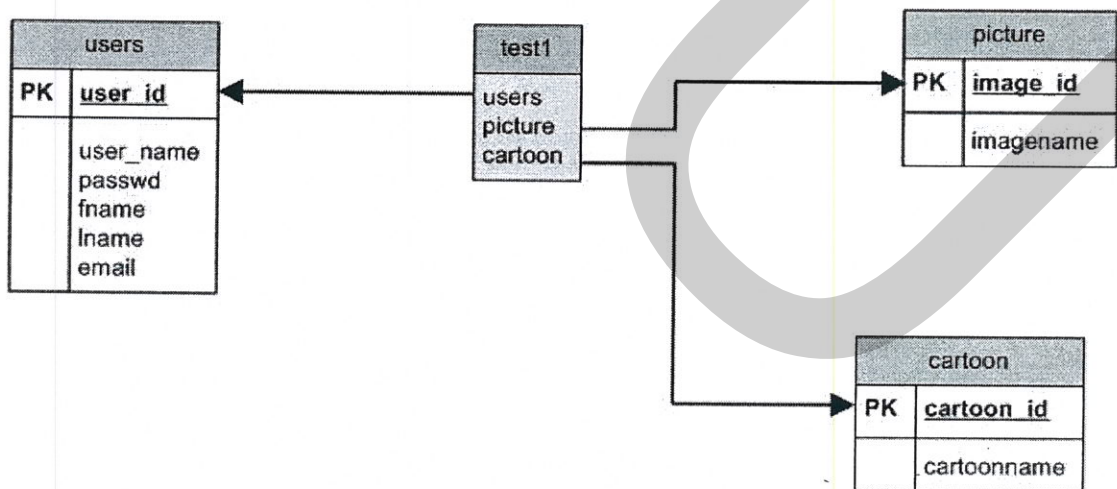 users
PK user_id
user_name
passwd
fname
lname
email
test1
users
picture
cartoon
picture
PK image_id
imagename
cartoon
PK cartoon_id
cartoonname